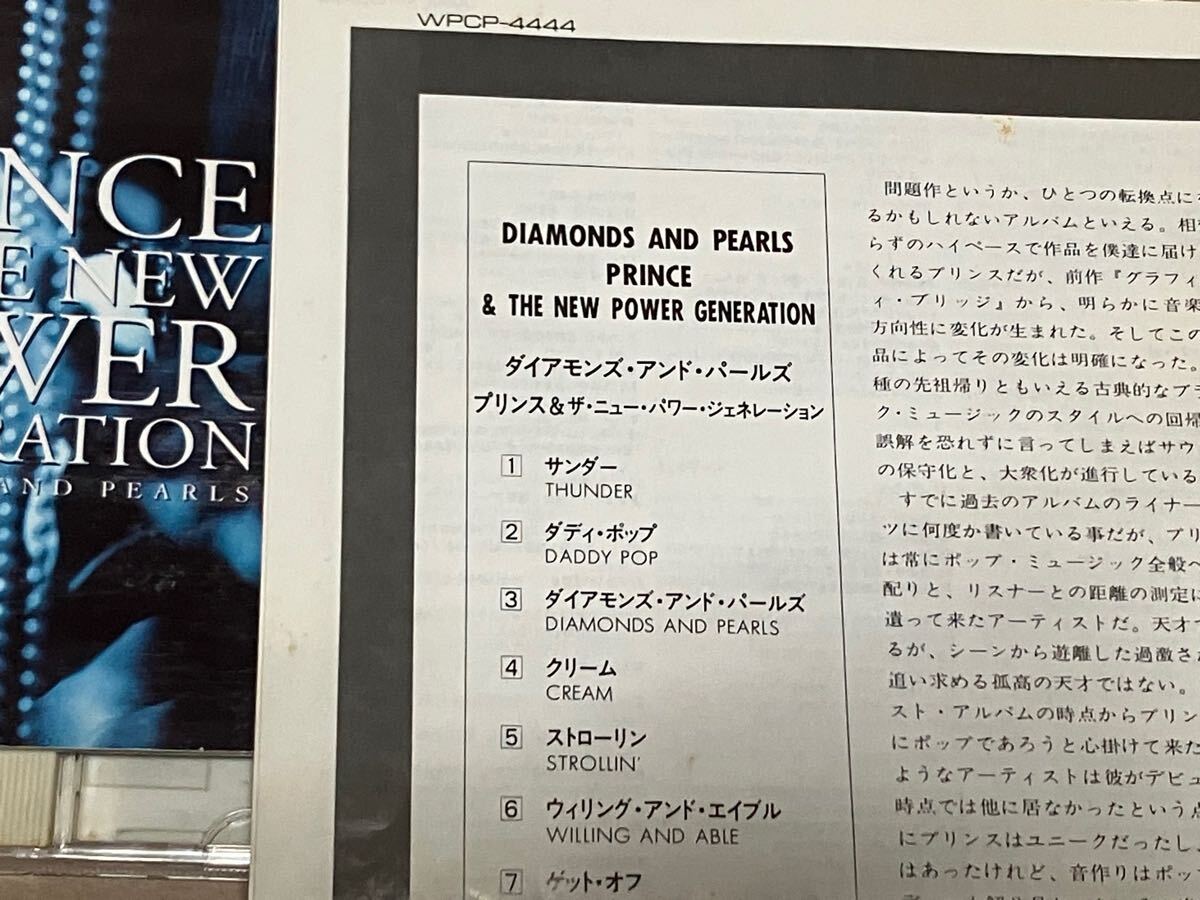 NCE
E NEW
WER
RATION
AND PEARLS
WPCP-4444
DIAMONDS AND PEARLS
PRINCE
& THE NEW POWER GENERATION
ダイアモンズ・アンド・パールズ
プリンス&ザ・ニュー・パワー・ジェネレーション
1 サンダー
THUNDER
2 ダディ・ポップ
DADDY POP
3 ダイアモンズ・アンド・パールズ
DIAMONDS AND PEARLS
4 クリーム
CREAM
5 ストローリン
STROLLIN'
6 ウィリング・アンド・エイブル
WILLING AND ABLE
7 ゲット・オフ
問題作というか、ひとつの転換点に
るかもしれないアルバムといえる。相
らずのハイペースで作品を僕達に届け
くれるプリンスだが、前作『グラフィ
ィ・ブリッジ』から、明らかに音楽
方向性に変化が生まれた。そしてこの
品によってその変化は明確になった。
種の先祖帰りともいえる古典的なブラ
ク・ミュージックのスタイルへの回帰
誤解を恐れずに言ってしまえばサウ
の保守化と、大衆化が進行している
すでに過去のアルバムのライナー
ツに何度か書いている事だが、プリ
は常にポップ・ミュージック全般へ
配りと、リスナーとの距離の測定に
遣って来たアーティストだ。天才で
るが、シーンから遊離した過激さ
追い求める孤高の天才ではない。
スト・アルバムの時点からプリン
にポップであろうと心掛けて来た
ようなアーティストは彼がデビュ
時点では他に居なかったという点
にプリンスはユニークだったし、
はあったけれど、音作りはポップ